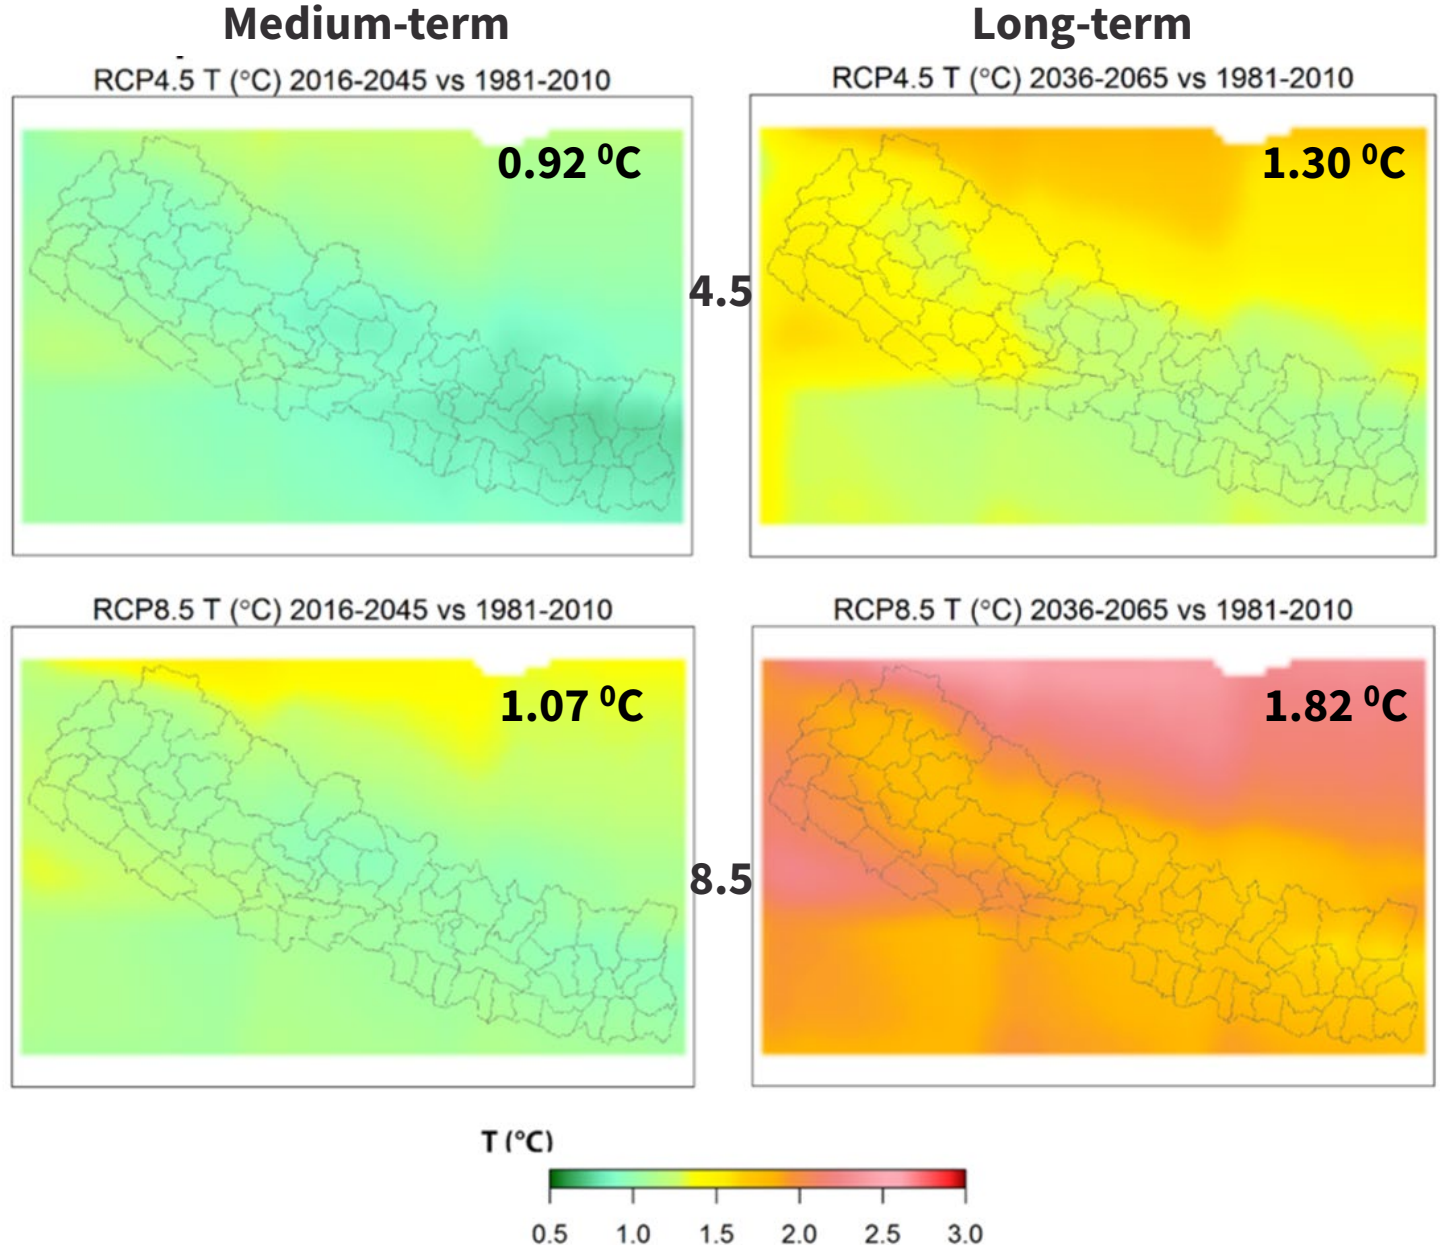 Medium-term
Long-term
RCP4.5 T (°C) 2016-2045 vs 1981-2010
RCP4.5 T (°C) 2036-2065 vs 1981-2010
0.92 ⁰C
1.30 ⁰C
4.5
RCP8.5 T (°C) 2016-2045 vs 1981-2010
RCP8.5 T (°C) 2036-2065 vs 1981-2010
1.07 ⁰C
1.82 ⁰C
8.5
T (°C)
0.5 1.0 1.5 2.0 2.5 3.0